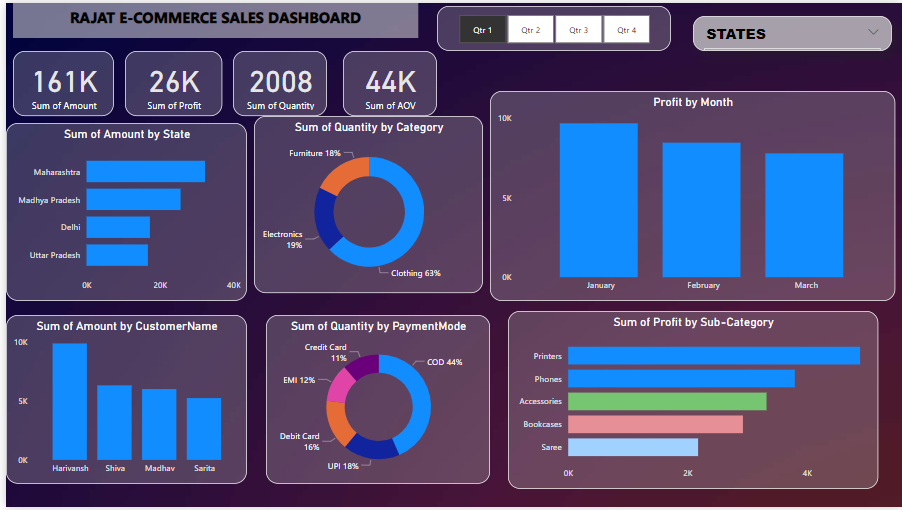 RAJAT E-COMMERCE SALES DASHBOARD
Qtr 1
Qtr 2
Qtr 3
Qtr 4
STATES
161K
Sum of Amount
26K
Sum of Profit
2008
Sum of Quantity
44K
Sum of AOV
Sum of Amount by State
Maharashtra
Madhya Pradesh
Delhi
Uttar Pradesh
0K
20K
40K
Sum of Quantity by Category
Furniture 18%
Electronics
19%
Clothing 63%
Profit by Month
10K
5K
0K
January
February
March
Sum of Amount by CustomerName
10K
5K
0K
Harivansh
Shiva
Madhav
Sarita
Sum of Quantity by PaymentMode
Credit Card
11%
COD 44%
EMI 12%
Debit Card
16%
UPI 18%
Sum of Profit by Sub-Category
Printers
Phones
Accessories
Bookcases
Saree
0K
2K
4K